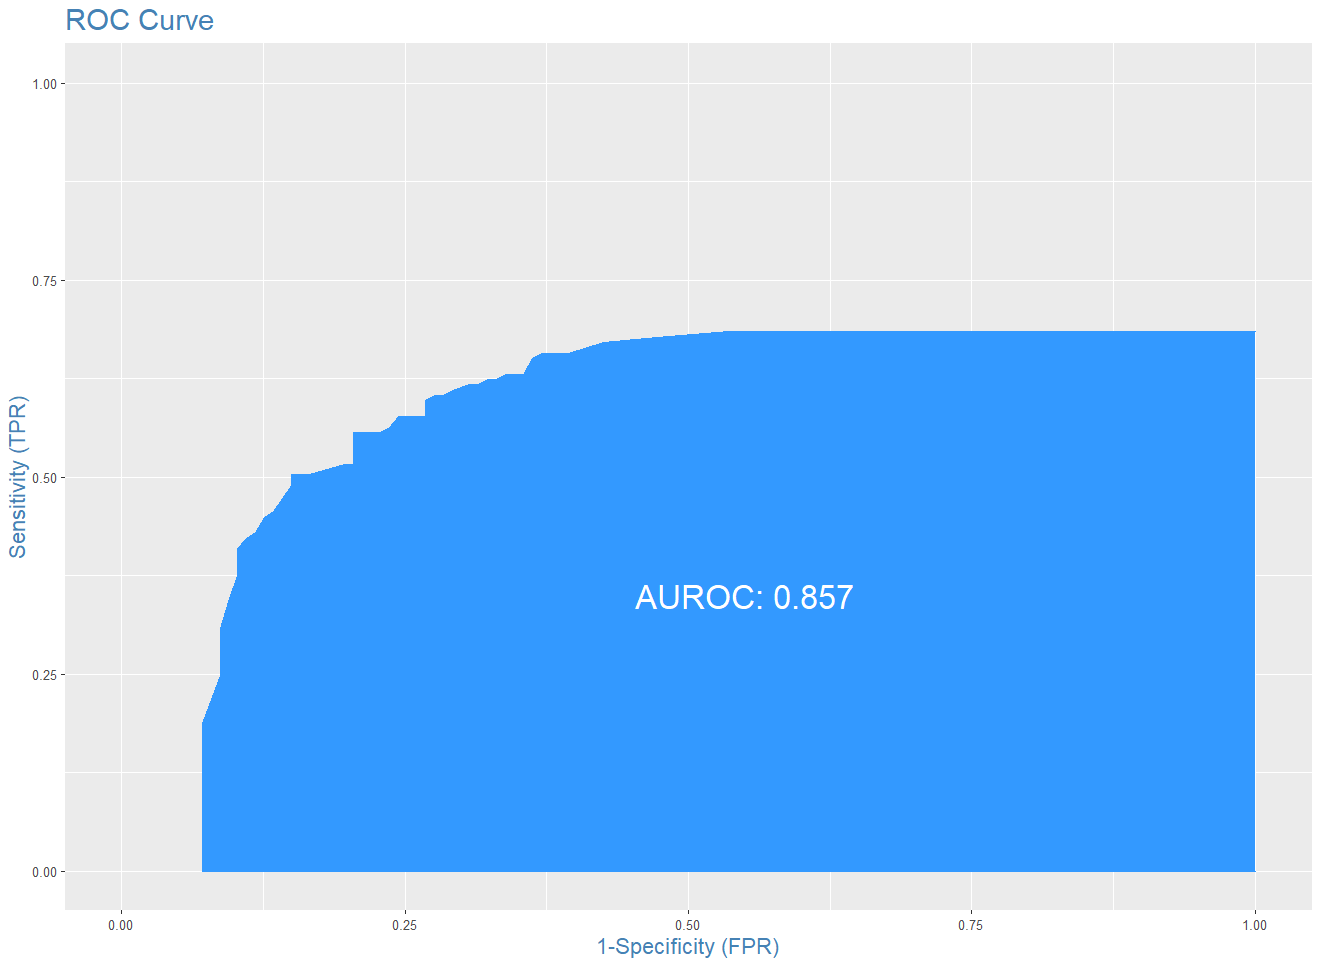 ROC Curve
1.00
0.75
0.50
0.25
0.00
Sensitivity (TPR)
AUROC: 0.857
0.00 0.25 0.50 0.75 1.00
1-Specificity (FPR)